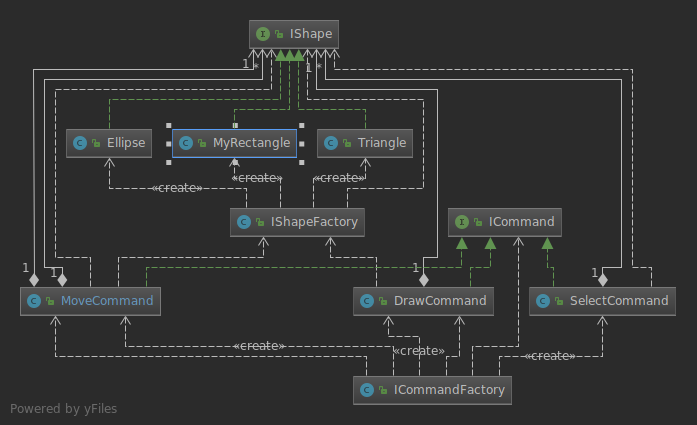 I IShape
1 * 1 *
C Ellipse C MyRectangle C Triangle
«create» «create» «create»
C IShapeFactory I ICommand
1 1 1 1
C MoveCommand C DrawCommand C SelectCommand
«create» «create» «create»
C ICommandFactory
Powered by yFiles